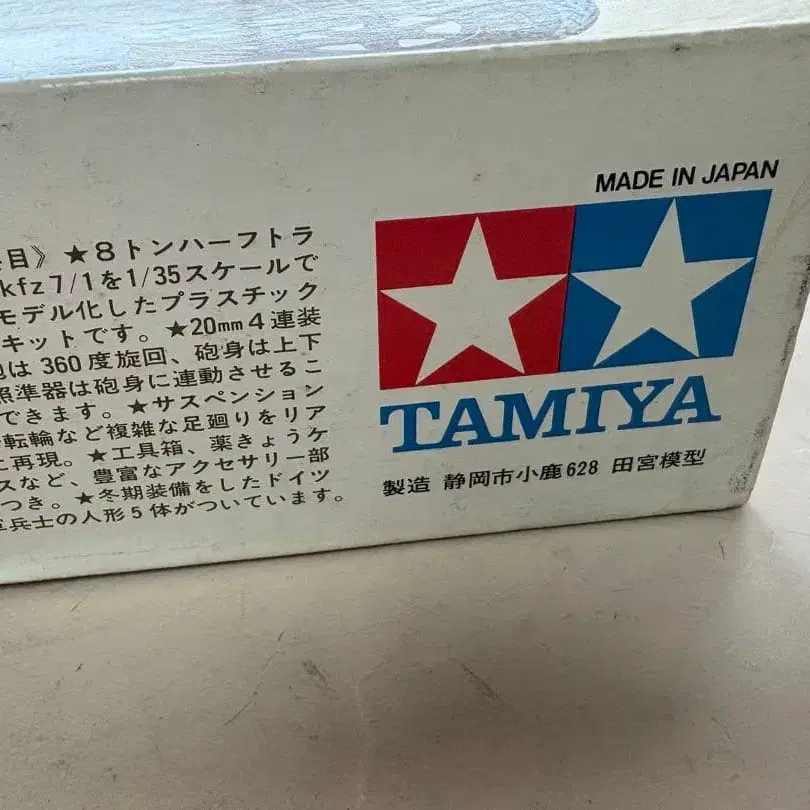 MADE IN JAPAN
目》★8トンハーフトラ
kfz7/1を1/35スケールで
モデル化したプラスチック
キットです。★20mm4連装
は360度旋回、砲身は上下
照準器は砲身に連動させるこ
できます。★サスペンション
転輪など複雑な足廻りをリア
に再現。★工具箱、薬きょうケ
スなど、豊富なアクセサリー部
つき。★冬期装備をしたドイツ
軍兵士の人形5体がついています。
TAMIYA
製造 静岡市小鹿628 田宮模型